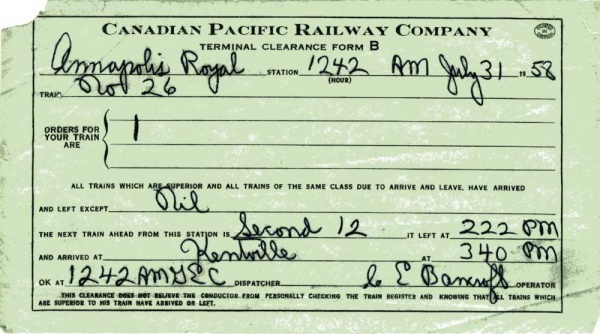 CANADIAN PACIFIC RAILWAY COMPANY
TERMINAL CLEARANCE FORM B
Annapolis Royal STATION 1242 AM July 31 1958
(HOUR)
TRAIN No 26
ORDERS FOR YOUR TRAIN ARE { 1
ALL TRAINS WHICH ARE SUPERIOR AND ALL TRAINS OF THE SAME CLASS DUE TO ARRIVE AND LEAVE, HAVE ARRIVED
AND LEFT EXCEPT Nil
THE NEXT TRAIN AHEAD FROM THIS STATION IS Second 12 IT LEFT AT 222 PM
AND ARRIVED AT Kentville AT 340 PM
OK AT 1242 AM GEC DISPATCHER C E Bancroft OPERATOR
THIS CLEARANCE DOES NOT RELIEVE THE CONDUCTOR FROM PERSONALLY CHECKING THE TRAIN REGISTER AND KNOWING THAT ALL TRAINS WHICH
ARE SUPERIOR TO HIS TRAIN HAVE ARRIVED OR LEFT.